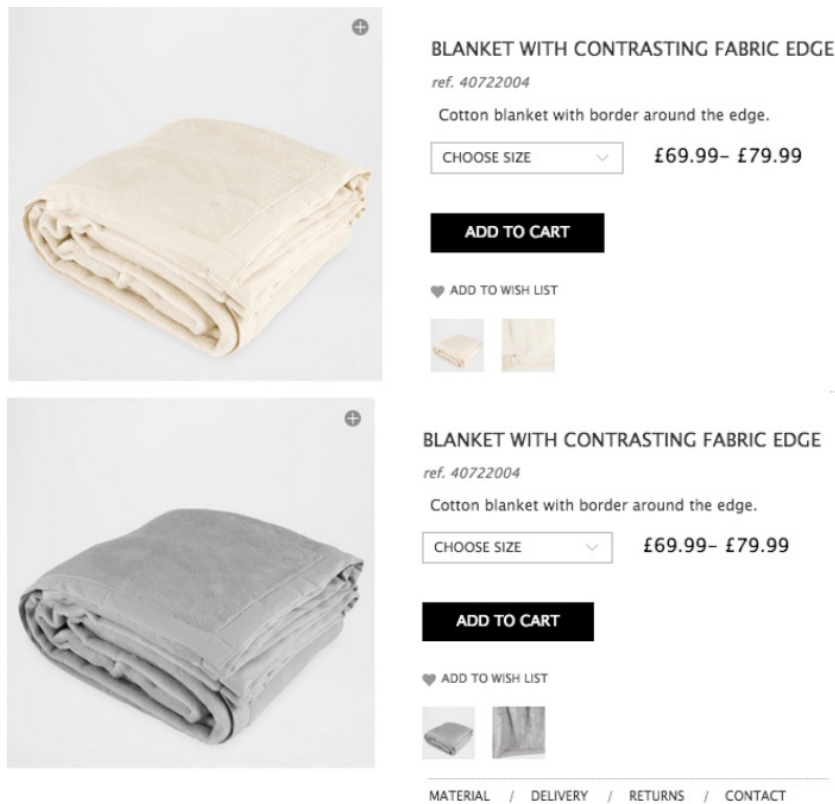 BLANKET WITH CONTRASTING FABRIC EDGE
ref. 40722004
Cotton blanket with border around the edge.
CHOOSE SIZE £69.99– £79.99
ADD TO CART
ADD TO WISH LIST
BLANKET WITH CONTRASTING FABRIC EDGE
ref. 40722004
Cotton blanket with border around the edge.
CHOOSE SIZE £69.99– £79.99
ADD TO CART
ADD TO WISH LIST
MATERIAL / DELIVERY / RETURNS / CONTACT